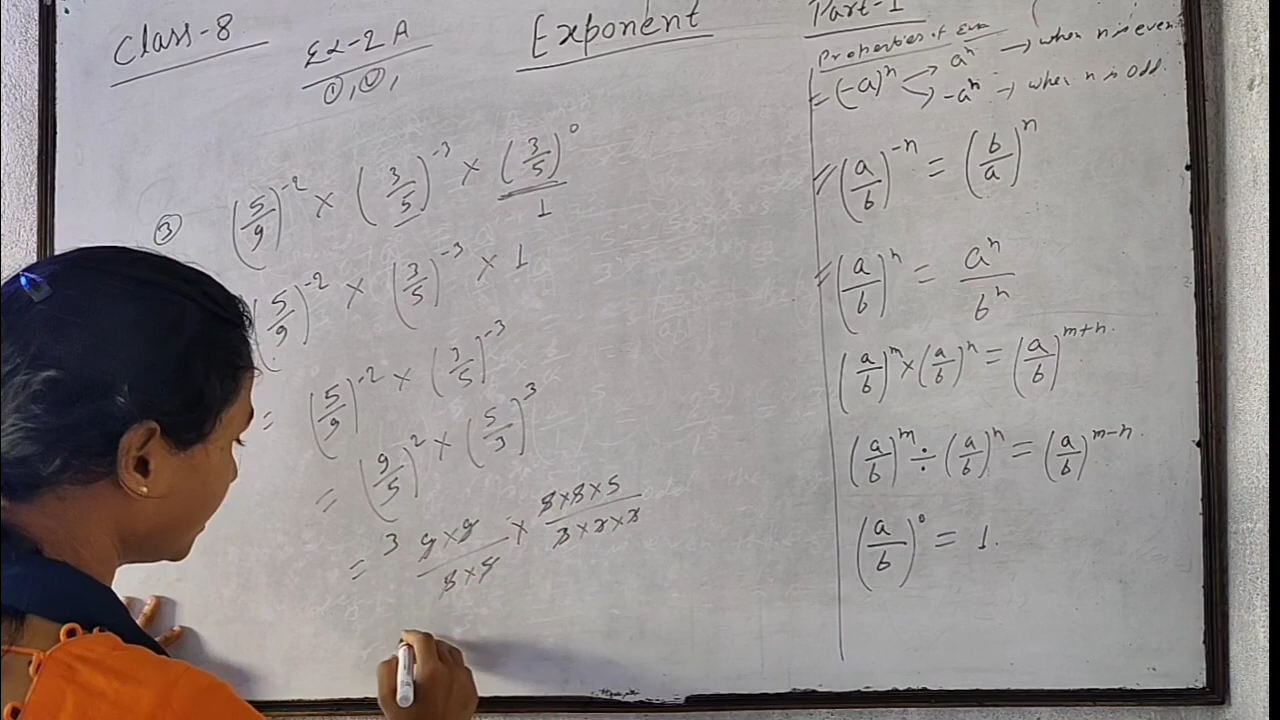 Class-8
Ex-2A
①, ②,
Exponent
Part-1
③ (5/9)^-2 × (3/5)^-3 × (3/5)^0
1
(5/9)^-2 × (3/5)^-3 × 1
= (5/9)^-2 × (3/5)^-3
= (9/5)^2 × (5/3)^3
= 3 9×9/5×5 × 5×5×5/3×3×3
Properties of
= (-a)^n → a^n → when n is even
→ -a^n → when n is odd.
= (a/b)^-n = (b/a)^n
= (a/b)^n = a^n/b^n
(a/b)^m × (a/b)^n = (a/b)^m+n.
(a/b)^m ÷ (a/b)^n = (a/b)^m-n.
(a/b)^0 = 1.